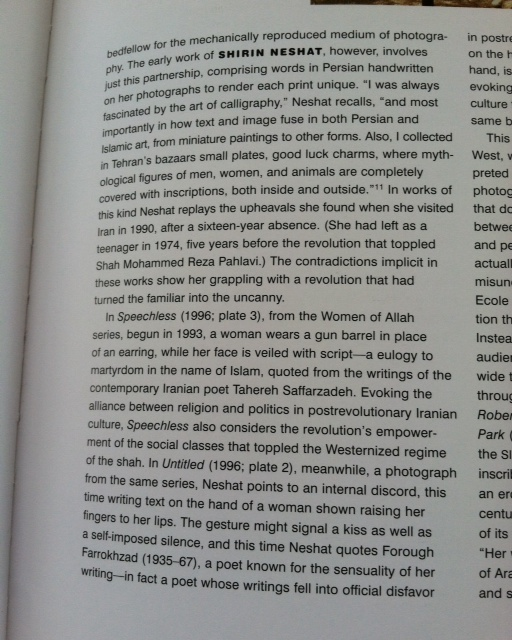 bedfellow for the mechanically reproduced medium of photogra-
phy. The early work of SHIRIN NESHAT, however, involves
just this partnership, comprising words in Persian handwritten
on her photographs to render each print unique. “I was always
fascinated by the art of calligraphy,” Neshat recalls, “and most
importantly in how text and image fuse in both Persian and
Islamic art, from miniature paintings to other forms. Also, I collected
in Tehran’s bazaars small plates, good luck charms, where myth-
ological figures of men, women, and animals are completely
covered with inscriptions, both inside and outside.”11 In works of
this kind Neshat replays the upheavals she found when she visited
Iran in 1990, after a sixteen-year absence. (She had left as a
teenager in 1974, five years before the revolution that toppled
Shah Mohammed Reza Pahlavi.) The contradictions implicit in
these works show her grappling with a revolution that had
turned the familiar into the uncanny.
In Speechless (1996; plate 3), from the Women of Allah
series, begun in 1993, a woman wears a gun barrel in place
of an earring, while her face is veiled with script—a eulogy to
martyrdom in the name of Islam, quoted from the writings of the
contemporary Iranian poet Tahereh Saffarzadeh. Evoking the
alliance between religion and politics in postrevolutionary Iranian
culture, Speechless also considers the revolution’s empower-
ment of the social classes that toppled the Westernized regime
of the shah. In Untitled (1996; plate 2), meanwhile, a photograph
from the same series, Neshat points to an internal discord, this
time writing text on the hand of a woman shown raising her
fingers to her lips. The gesture might signal a kiss as well as
a self-imposed silence, and this time Neshat quotes Forough
Farrokhzad (1935–67), a poet known for the sensuality of her
writing—in fact a poet whose writings fell into official disfavor
in postre
on the h
hand, is
evoking
culture
same b
This
West, w
preted
photog
that do
betwee
and pe
actuall
misun
Ecole
tion th
Instea
audier
wide t
throug
Rober
Park (
the Sl
inscri
an er
centu
of its
“Her
of Ara
and s